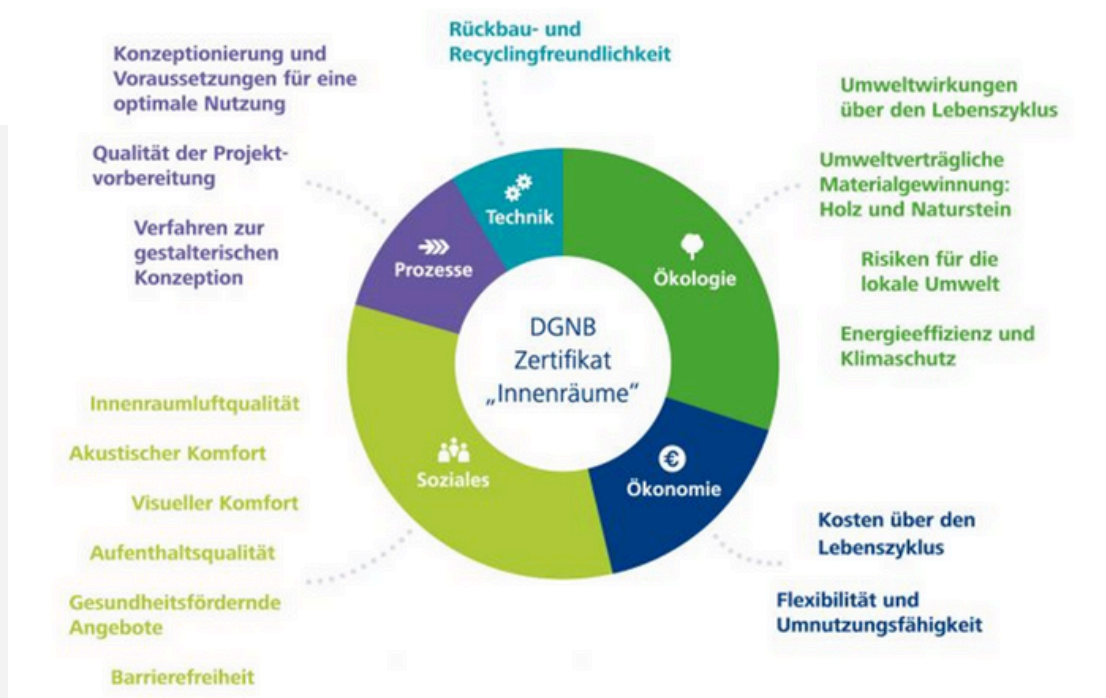 Rückbau- und
Recyclingfreundlichkeit
Konzeptionierung und
Voraussetzungen für eine
optimale Nutzung
Qualität der Projekt-
vorbereitung
Verfahren zur
gestalterischen
Konzeption
Umweltwirkungen
über den Lebenszyklus
Umweltverträgliche
Materialgewinnung:
Holz und Naturstein
Risiken für die
lokale Umwelt
Energieeffizienz und
Klimaschutz
Technik
Prozesse
Ökologie
DGNB
Zertifikat
„Innenräume“
Soziales
Ökonomie
Innenraumluftqualität
Akustischer Komfort
Visueller Komfort
Aufenthaltsqualität
Gesundheitsfördernde
Angebote
Barrierefreiheit
Kosten über den
Lebenszyklus
Flexibilität und
Umnutzungsfähigkeit